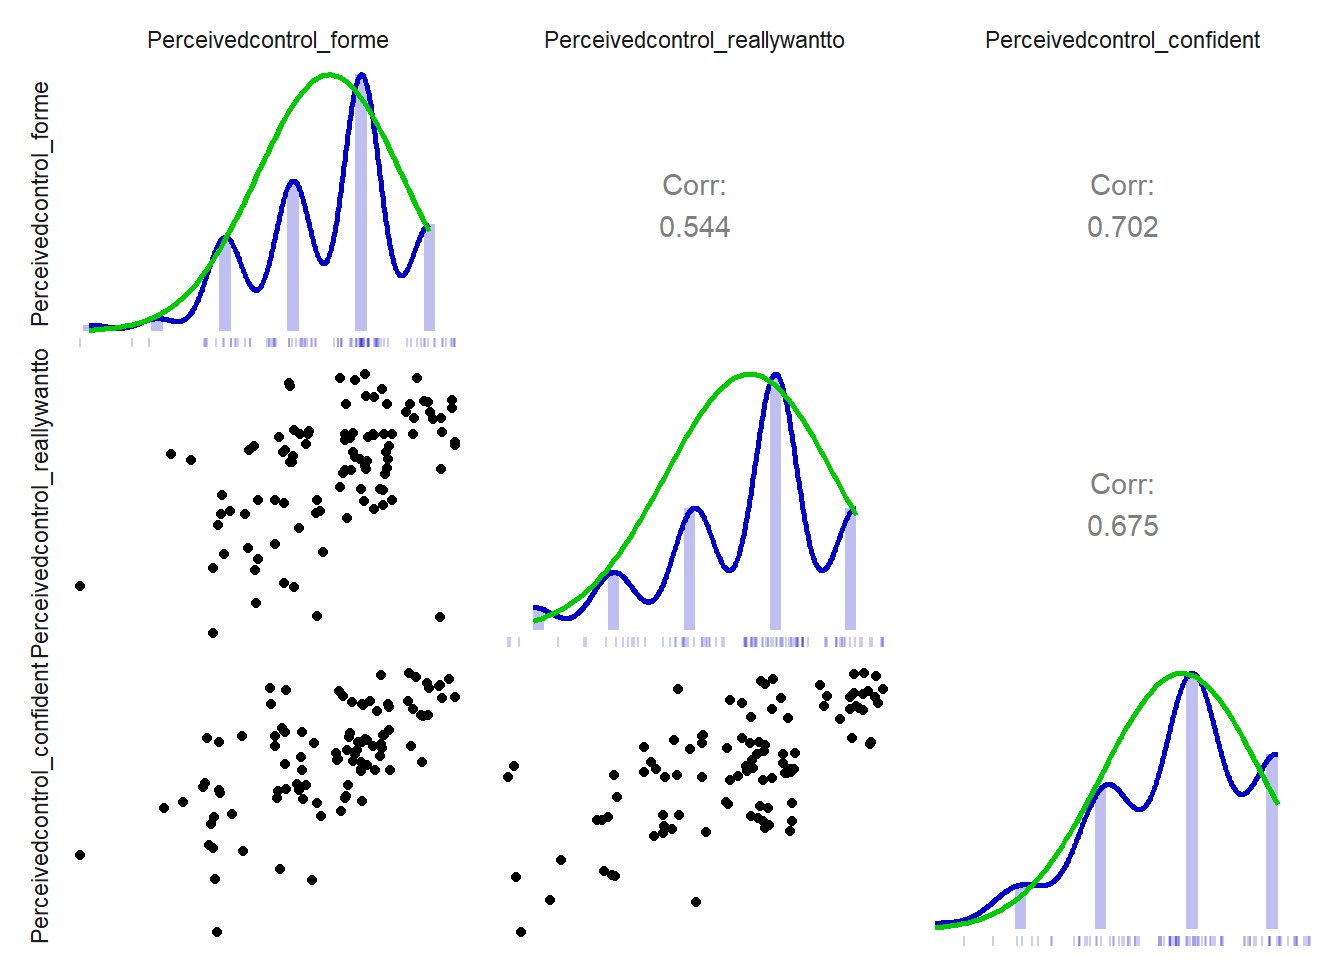 Perceivedcontrol_forme
Perceivedcontrol_reallywantto
Perceivedcontrol_confident
Perceivedcontrol_forme
Corr:
0.544
Corr:
0.702
Perceivedcontrol_reallywantto
Corr:
0.675
Perceivedcontrol_confident